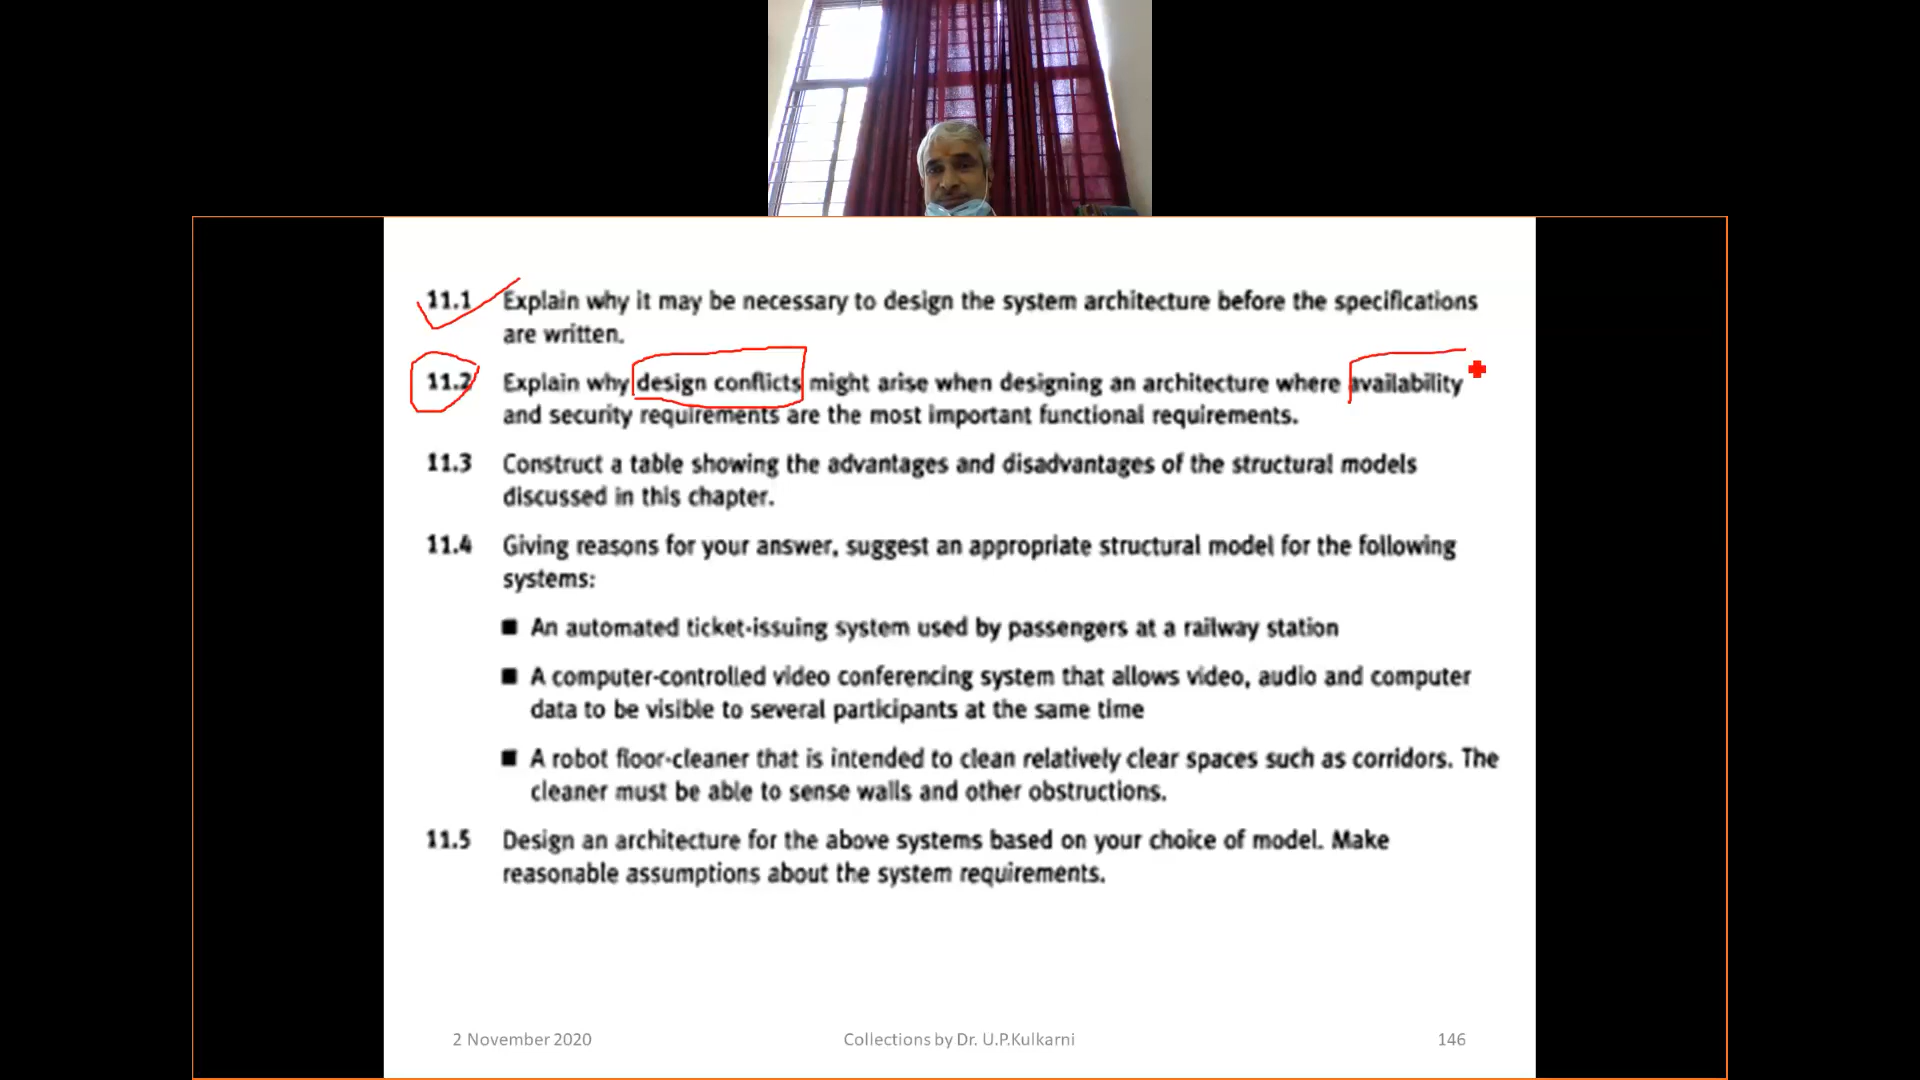 11.1 Explain why it may be necessary to design the system architecture before the specifications
are written.
11.2 Explain why design conflicts might arise when designing an architecture where availability
and security requirements are the most important functional requirements.
11.3 Construct a table showing the advantages and disadvantages of the structural models
discussed in this chapter.
11.4 Giving reasons for your answer, suggest an appropriate structural model for the following
systems:
■ An automated ticket-issuing system used by passengers at a railway station
■ A computer-controlled video conferencing system that allows video, audio and computer
data to be visible to several participants at the same time
■ A robot floor-cleaner that is intended to clean relatively clear spaces such as corridors. The
cleaner must be able to sense walls and other obstructions.
11.5 Design an architecture for the above systems based on your choice of model. Make
reasonable assumptions about the system requirements.
2 November 2020 Collections by Dr. U.P.Kulkarni 146